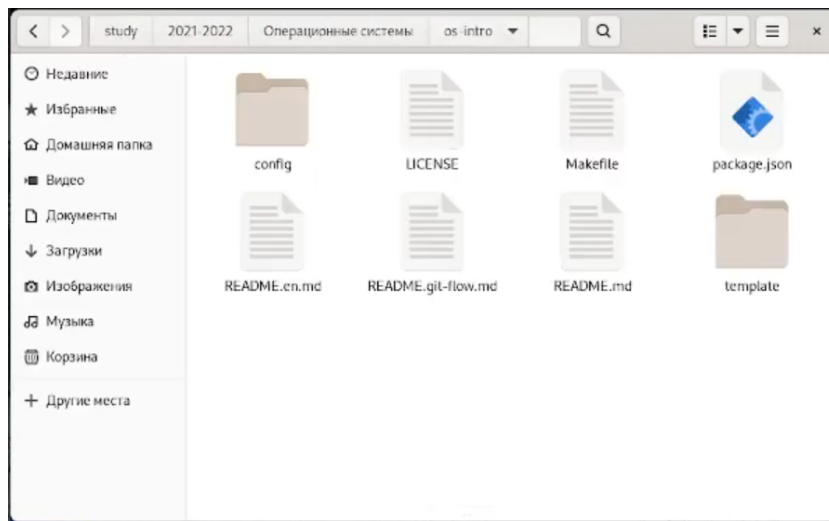 study 2021-2022 Операционные системы os-intro
Недавние
Избранные
Домашняя папка
Видео
Документы
Загрузки
Изображения
Музыка
Корзина
Другие места
config LICENSE Makefile package.json
README.en.md README.git-flow.md README.md template